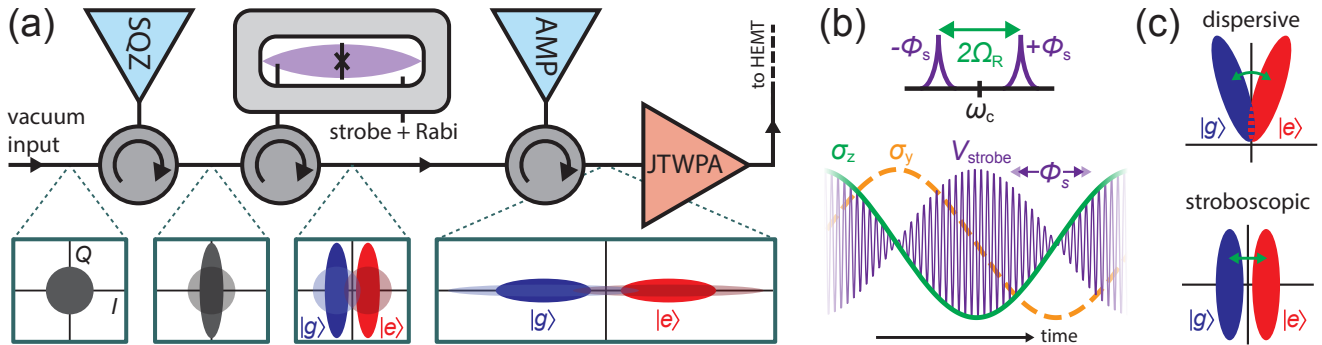 (a)
SQZ
AMP
to HEMT
vacuum
input
strobe + Rabi
JTWPA
Q
I
|g⟩ |e⟩
|g⟩ |e⟩
(b)
-Φs 2ΩR +Φs
ωc
σz σy Vstrobe
Φs
time
(c)
dispersive
|g⟩ |e⟩
stroboscopic
|g⟩ |e⟩